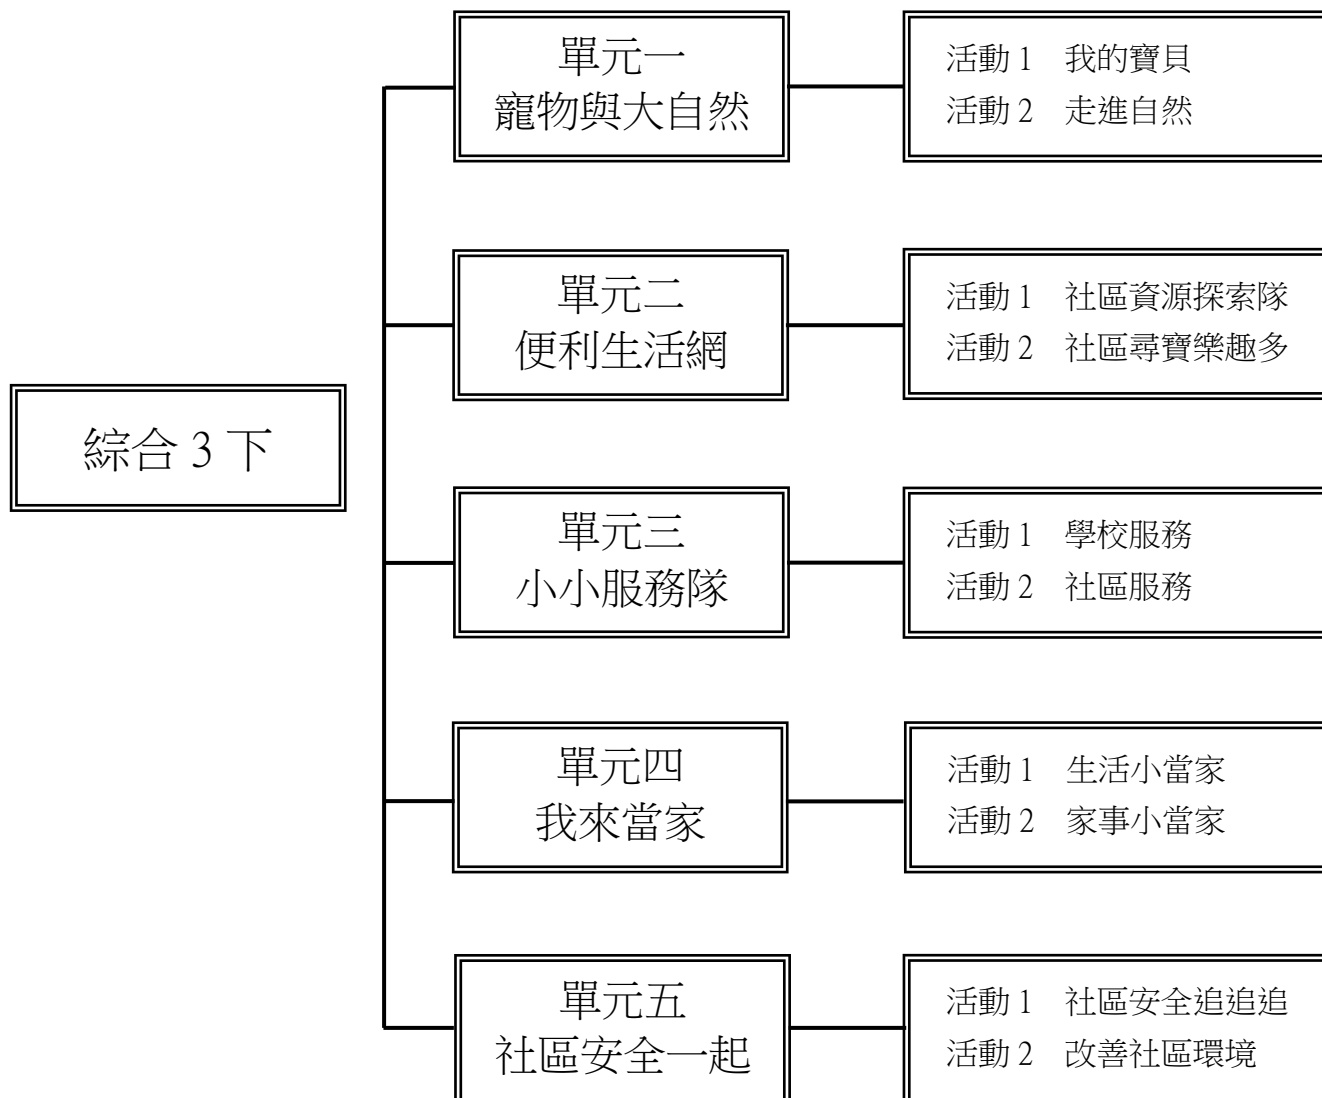 綜合 3 下
單元一
寵物與大自然
活動 1　我的寶貝
活動 2　走進自然
單元二
便利生活網
活動 1　社區資源探索隊
活動 2　社區尋寶樂趣多
單元三
小小服務隊
活動 1　學校服務
活動 2　社區服務
單元四
我來當家
活動 1　生活小當家
活動 2　家事小當家
單元五
社區安全一起
活動 1　社區安全追追追
活動 2　改善社區環境